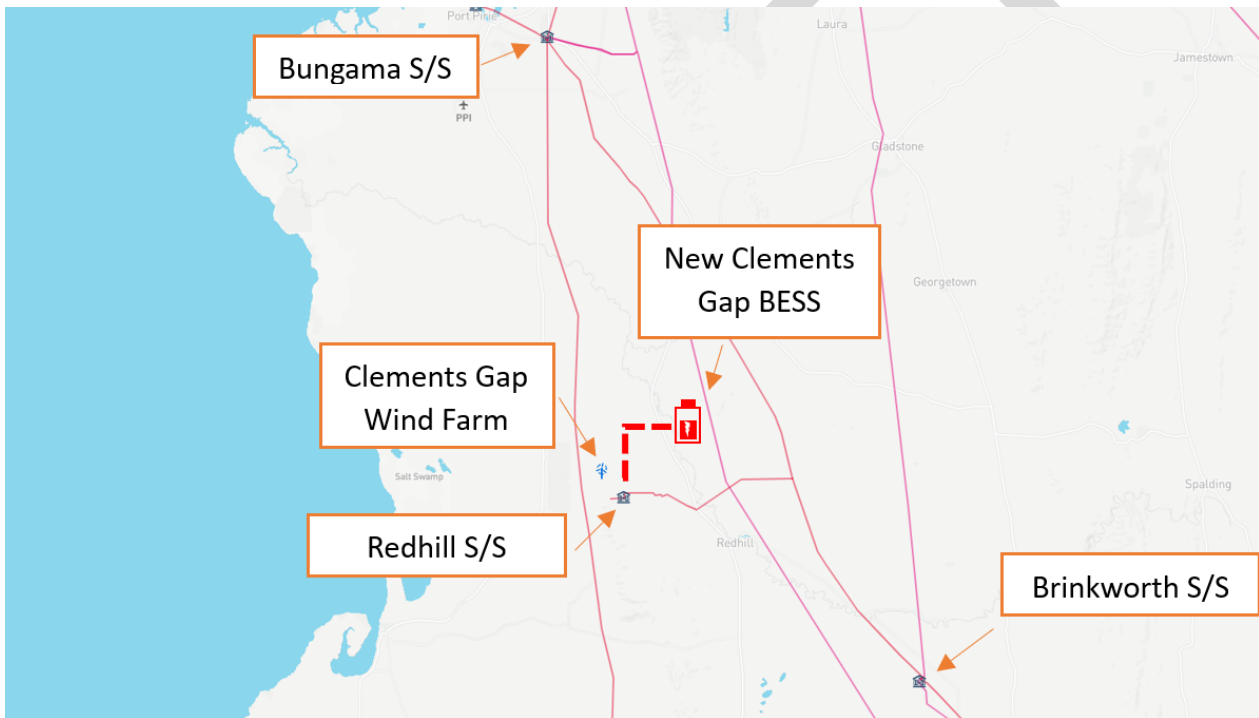 Port Pirie
Laura
Jamestown
Bungama S/S
PPI
Gladstone
New Clements
Gap BESS
Georgetown
Clements Gap
Wind Farm
Salt Swamp
Spalding
Redhill S/S
Redhill
Brinkworth S/S